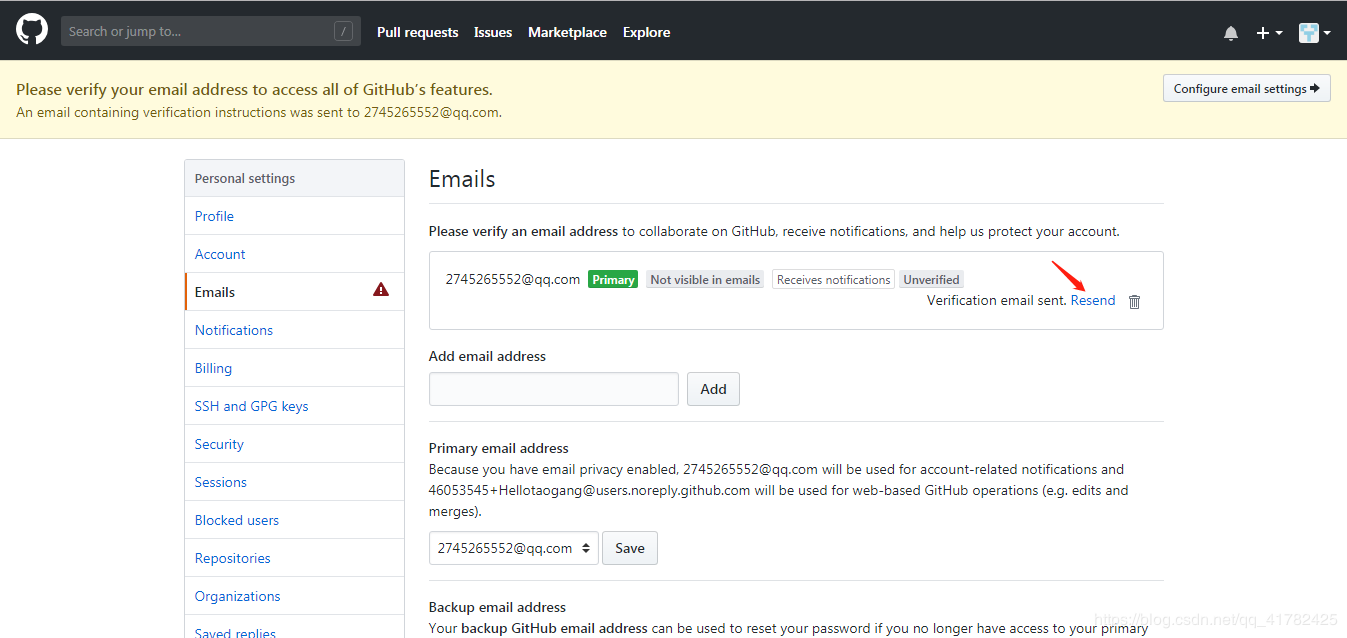 Search or jump to... /
Pull requests Issues Marketplace Explore
Please verify your email address to access all of GitHub's features.
An email containing verification instructions was sent to 2745265552@qq.com.
Configure email settings
Personal settings
Profile
Account
Emails
Notifications
Billing
SSH and GPG keys
Security
Sessions
Blocked users
Repositories
Organizations
Saved replies
Emails
Please verify an email address to collaborate on GitHub, receive notifications, and help us protect your account.
2745265552@qq.com Primary Not visible in emails Receives notifications Unverified
Verification email sent. Resend
Add email address
Add
Primary email address
Because you have email privacy enabled, 2745265552@qq.com will be used for account-related notifications and
46053545+Hellotaogang@users.noreply.github.com will be used for web-based GitHub operations (e.g. edits and
merges).
2745265552@qq.com Save
Backup email address
Your backup GitHub email address can be used to reset your password if you no longer have access to your primary
https://blog.csdn.net/qq_41782425